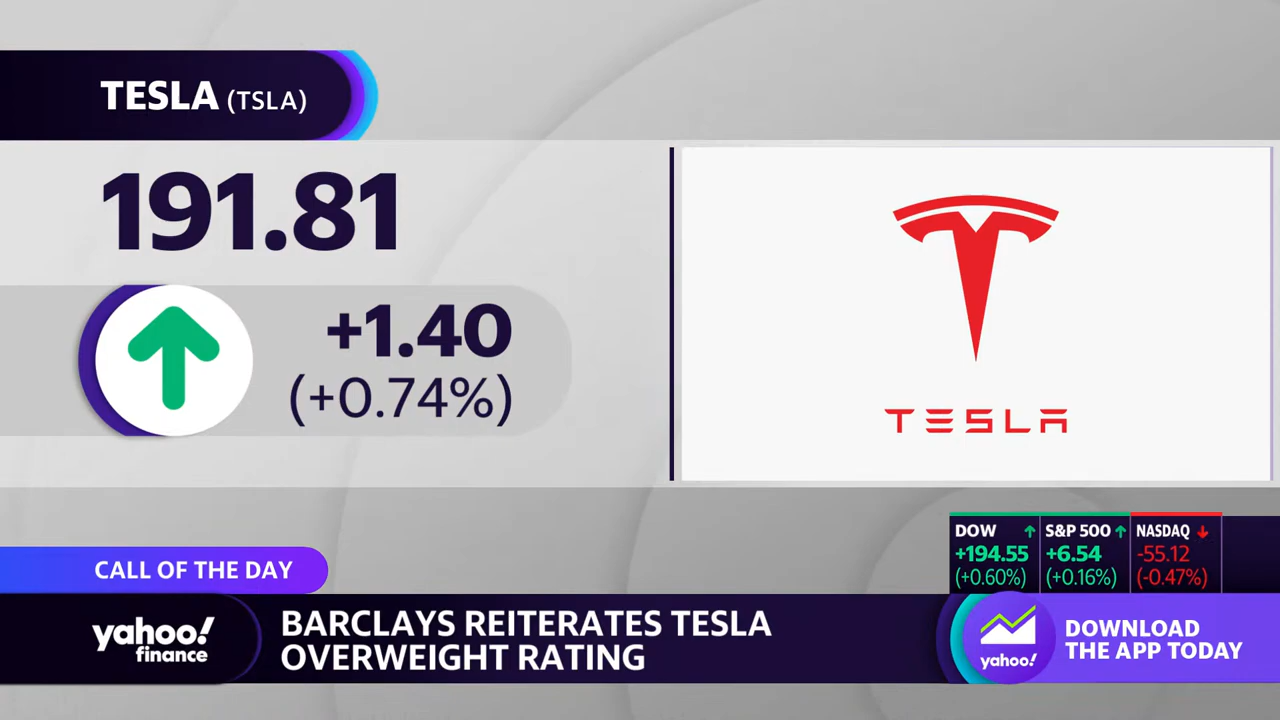 TESLA (TSLA)
191.81
+1.40
(+0.74%)
TESLA
DOW
+194.55
(+0.60%)
S&P 500
+6.54
(+0.16%)
NASDAQ
-55.12
(-0.47%)
CALL OF THE DAY
yahoo!
finance
BARCLAYS REITERATES TESLA
OVERWEIGHT RATING
yahoo!
DOWNLOAD
THE APP TODAY